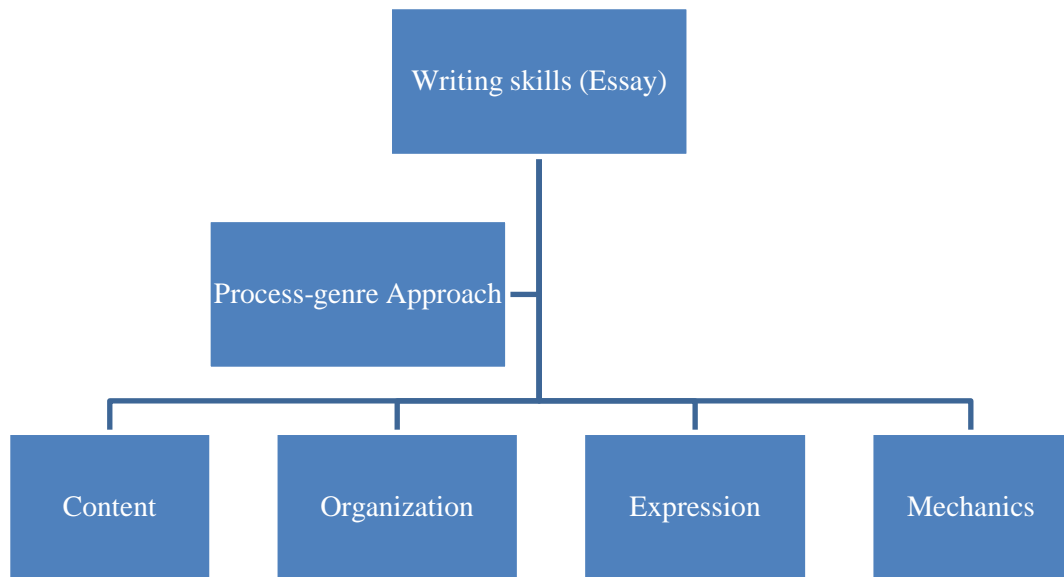 Writing skills (Essay)
Process-genre Approach
Content
Organization
Expression
Mechanics